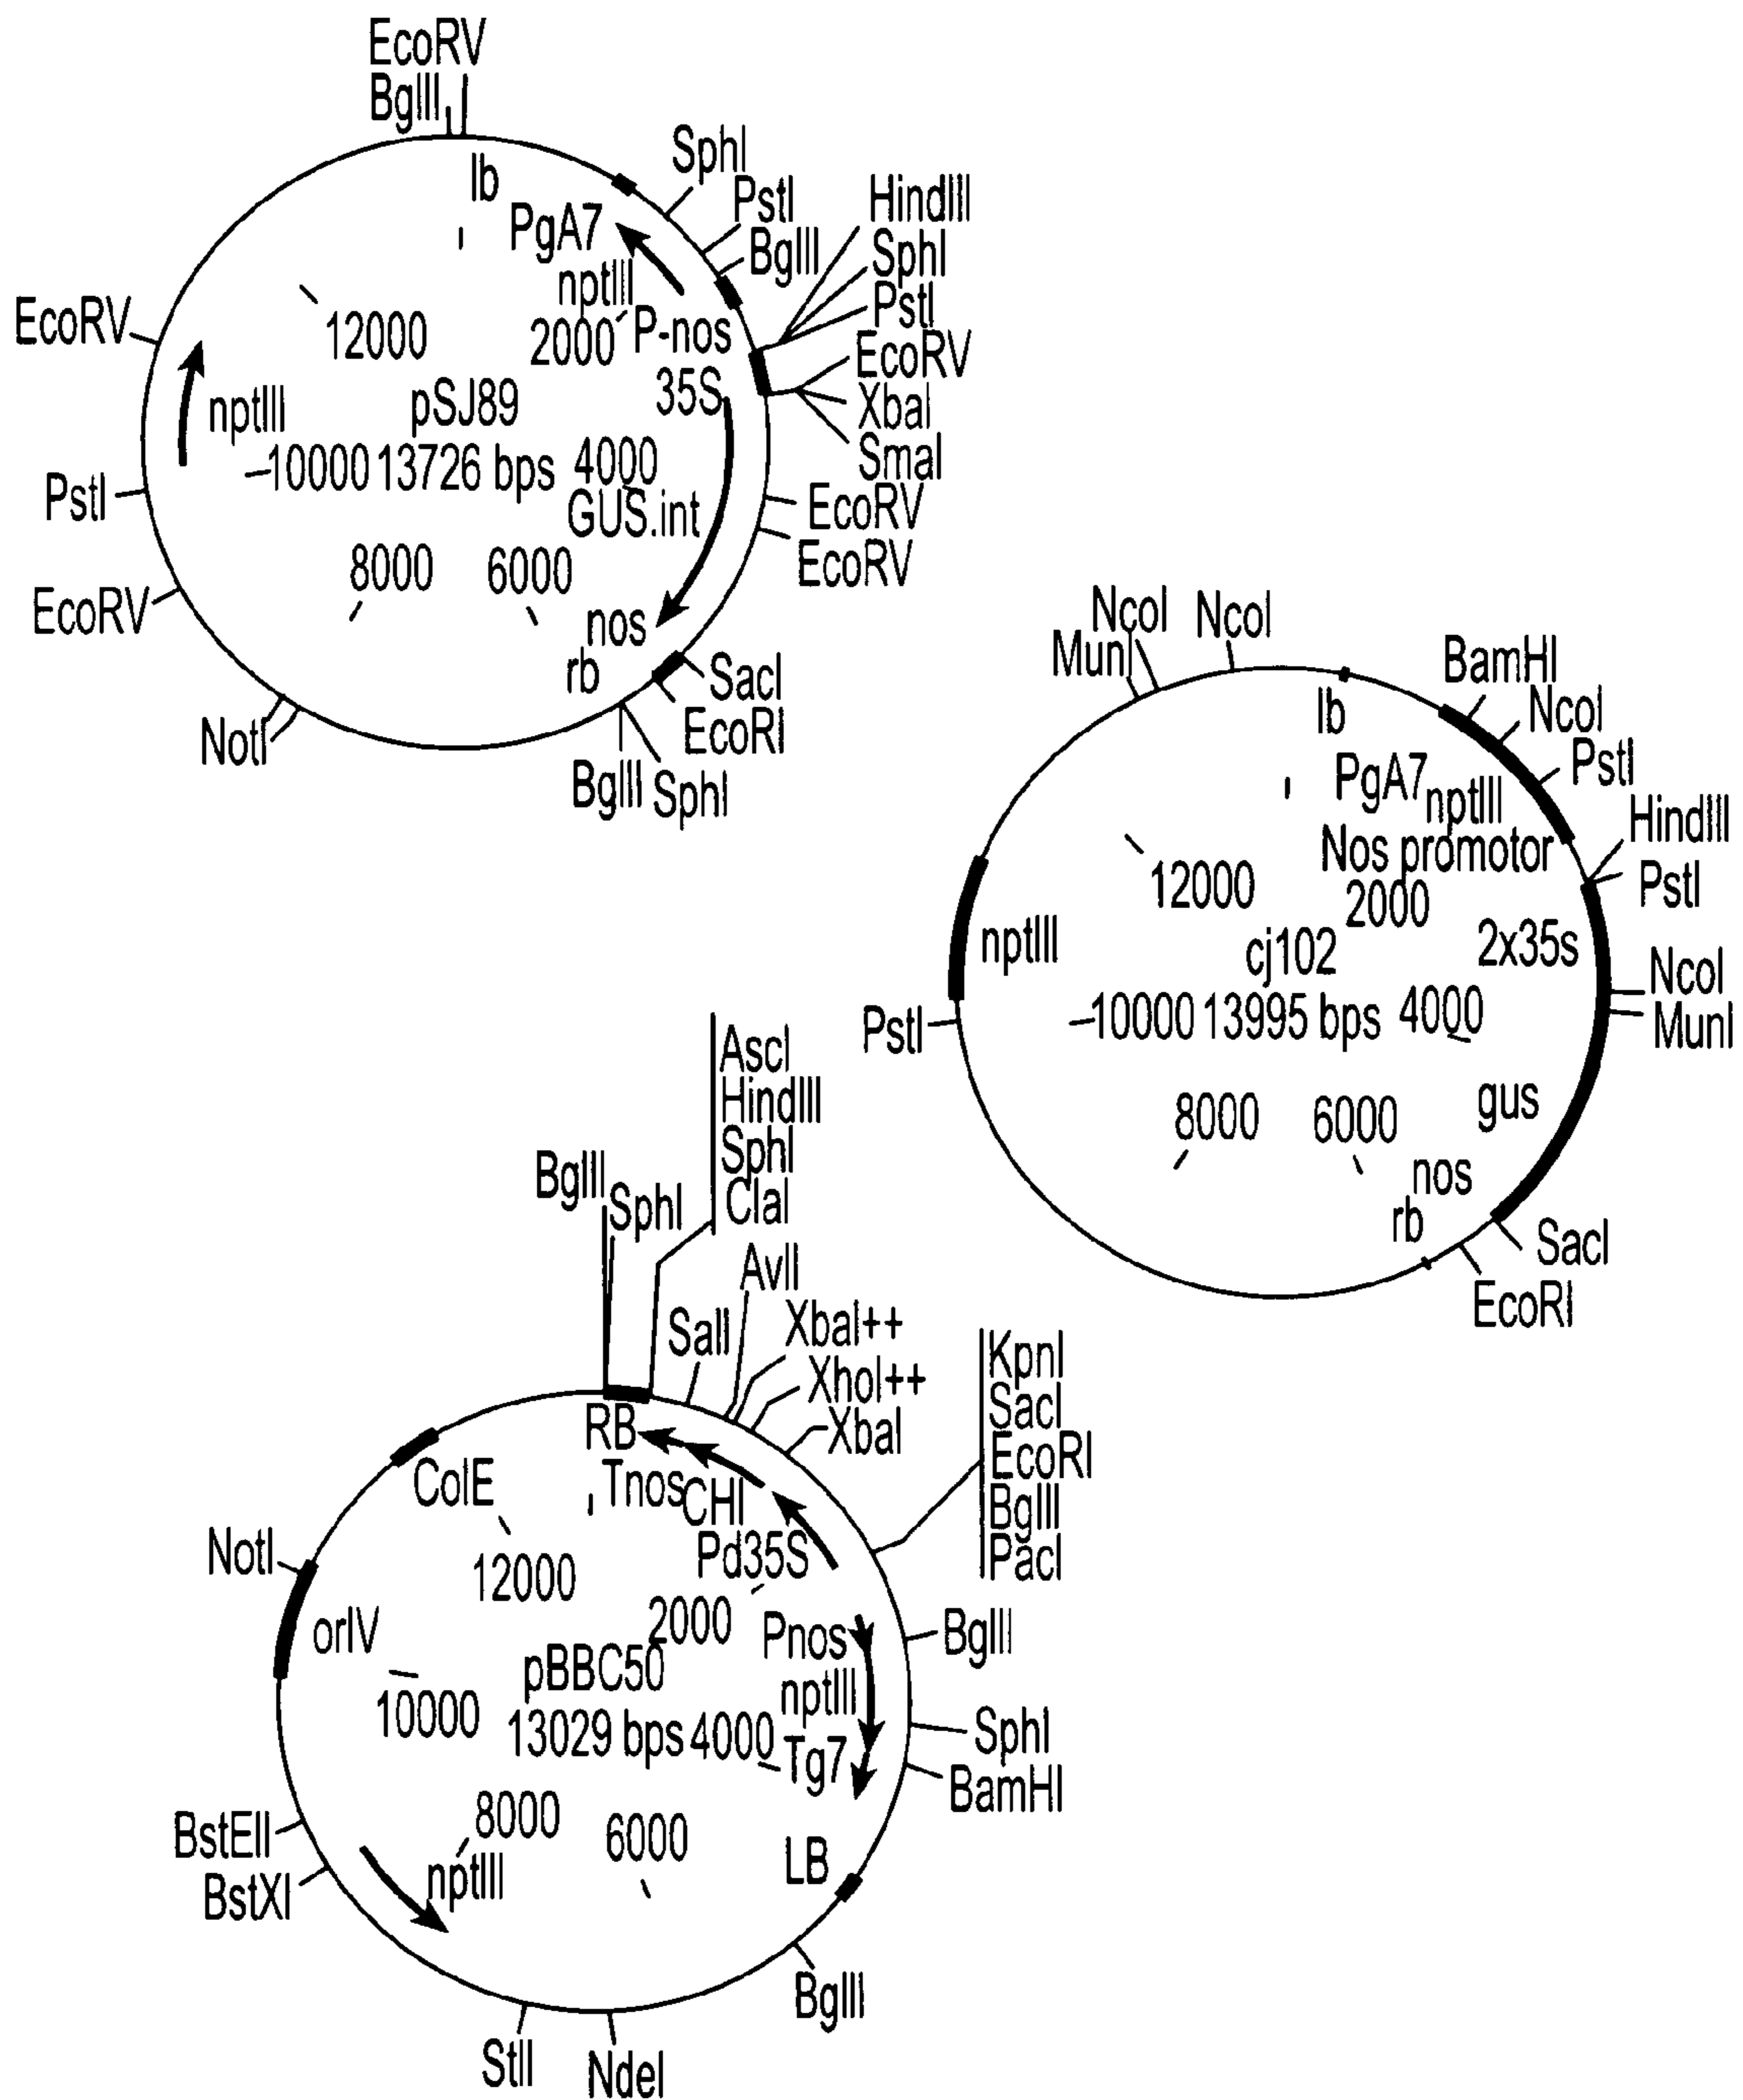 EcoRV
BglII
SphI
PstI
BglII
HindIII
SphI
PstI
EcoRV
XbaI
SmaI
EcoRV
EcoRV
SacI
EcoRI
SphI
BglII
NotI
EcoRV
PstI
EcoRV
lb
PgA7
nptIII
2000
P-nos
35S
12000
nptIII
pSJ89
10000 13726 bps 4000
GUS.int
8000
6000
nos
rb
MunI
NcoI
NcoI
BamHI
NcoI
PstI
HindIII
PstI
NcoI
MunI
SacI
EcoRI
PstI
lb
PgA7
nptIII
Nos promotor
12000
2000
nptIII
cj102
2x35s
10000 13995 bps 4000
8000
6000
gus
nos
rb
BglII
SphI
AscI
HindIII
SphI
ClaI
SalI
AvlI
XbaI++
XhoI++
XbaI
KpnI
SacI
EcoRI
BglII
PacI
BglII
SphI
BamHI
BglII
NdeI
StII
BstXI
BstEII
NotI
RB
ColE
Tnos
CHI
Pd35S
12000
2000
orIV
Pnos
pBBC50
nptIII
10000
13029 bps 4000
Tg7
8000
6000
LB
nptIII